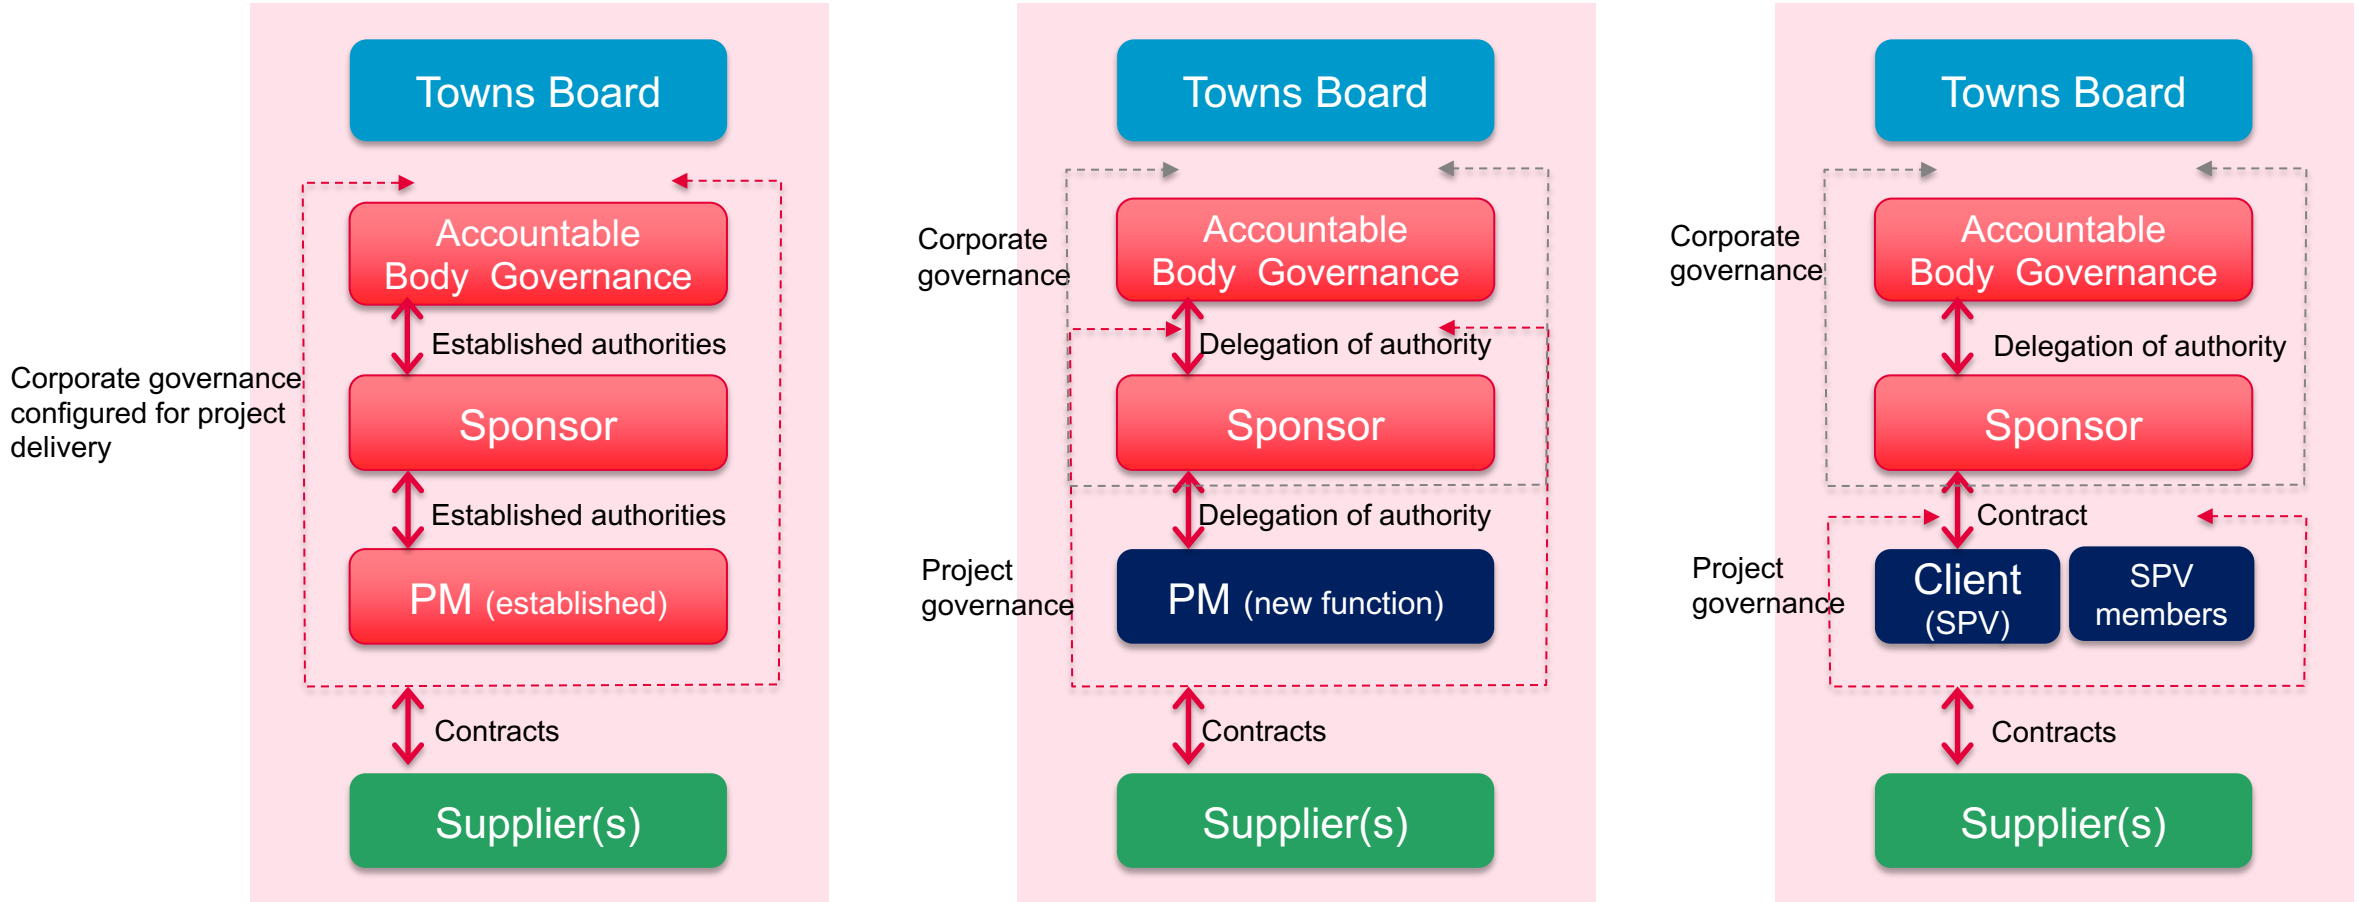 Towns Board
Accountable
Body Governance
Established authorities
Corporate governance
configured for project
delivery
Sponsor
Established authorities
PM (established)
Contracts
Supplier(s)
Towns Board
Corporate
governance
Accountable
Body Governance
Delegation of authority
Sponsor
Delegation of authority
Project
governance
PM (new function)
Contracts
Supplier(s)
Towns Board
Corporate
governance
Accountable
Body Governance
Delegation of authority
Sponsor
Contract
Project
governance
Client
(SPV)
SPV
members
Contracts
Supplier(s)